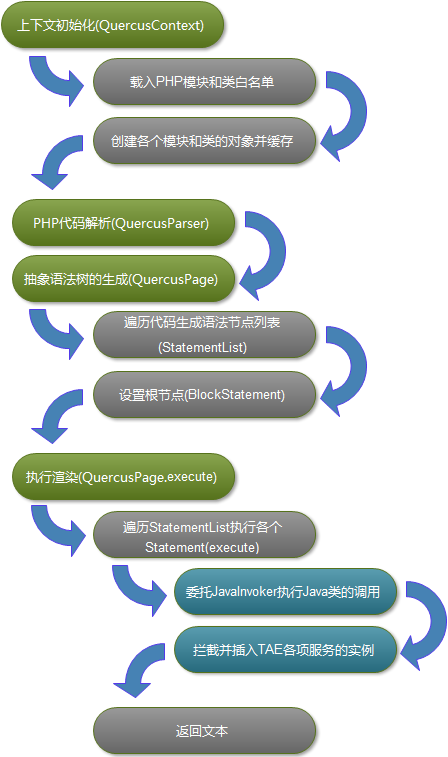 上下文初始化(QuercusContext)
载入PHP模块和类白名单
创建各个模块和类的对象并缓存
PHP代码解析(QuercusParser)
抽象语法树的生成(QuercusPage)
遍历代码生成语法节点列表
(StatementList)
设置根节点(BlockStatement)
执行渲染(QuercusPage.execute)
遍历StatementList执行各个
Statement(execute)
委托JavaInvoker执行Java类的调用
拦截并插入TAE各项服务的实例
返回文本